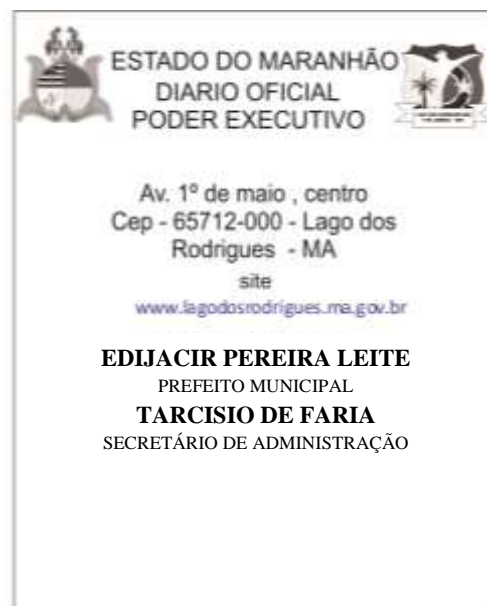 ESTADO DO MARANHÃO
DIARIO OFICIAL
PODER EXECUTIVO
Av. 1º de maio , centro
Cep - 65712-000 - Lago dos
Rodrigues - MA
site
www.lagodosrodrigues.ma.gov.br
EDIJACIR PEREIRA LEITE
PREFEITO MUNICIPAL
TARCISIO DE FARIA
SECRETÁRIO DE ADMINISTRAÇÃO